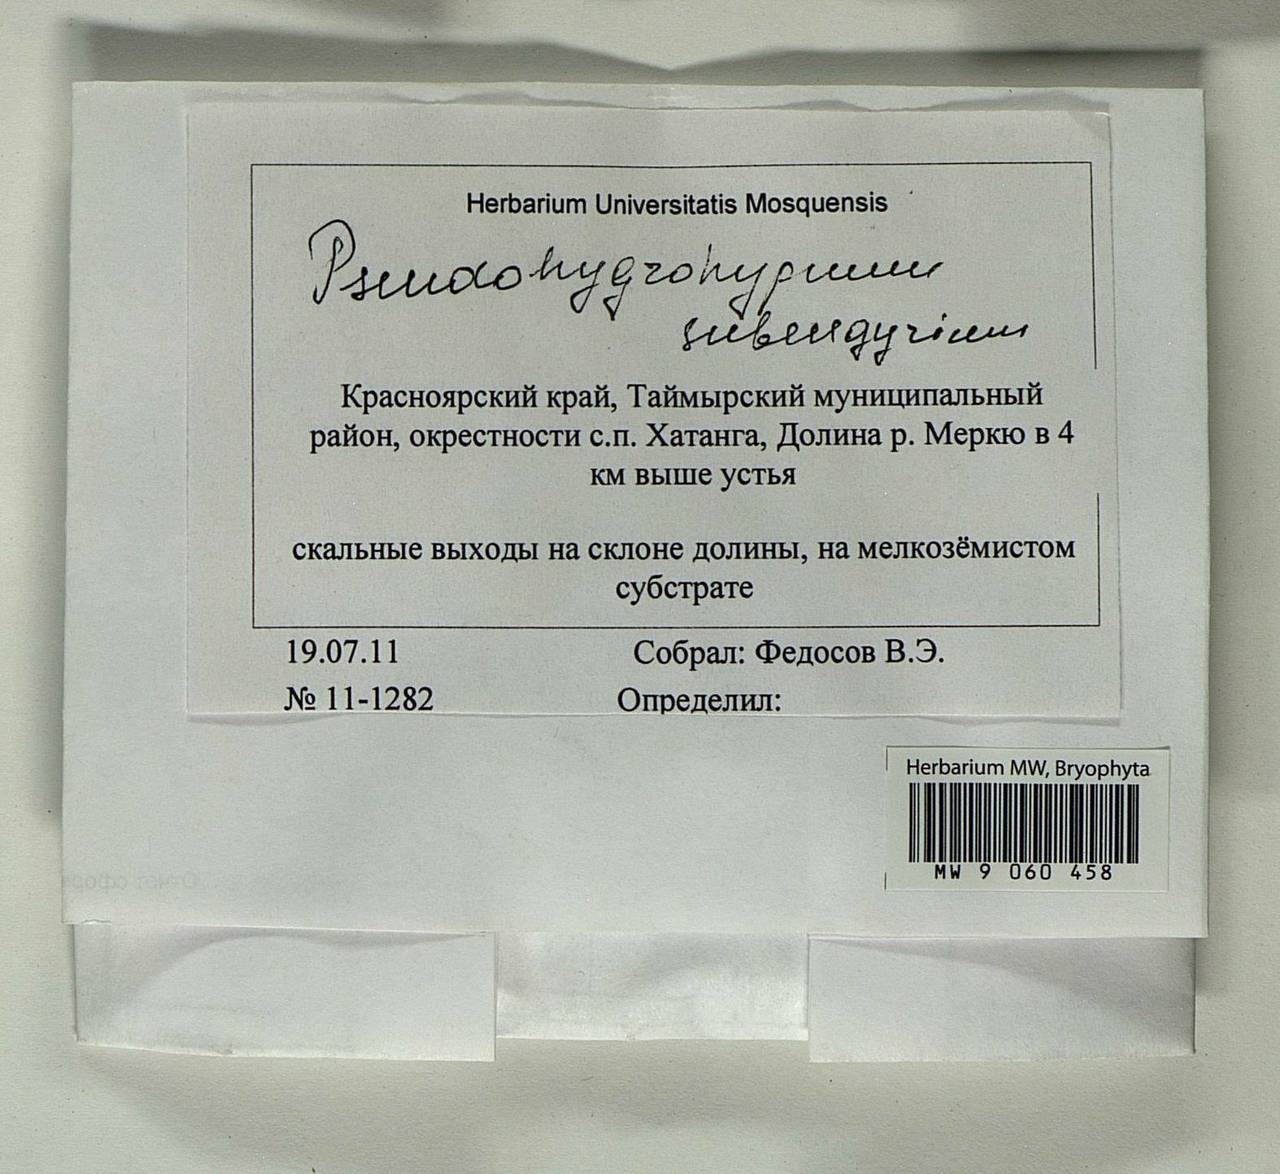 Herbarium Universitatis Mosquensis
Pseudohygrohypnum
subeugyrium
Красноярский край, Таймырский муниципальный
район, окрестности с.п. Хатанга, Долина р. Меркю в 4
км выше устья
скальные выходы на склоне долины, на мелкозёмистом
субстрате
19.07.11 Собрал: Федосов В.Э.
№ 11-1282 Определил:
Herbarium MW, Bryophyta
MW 9 060 458